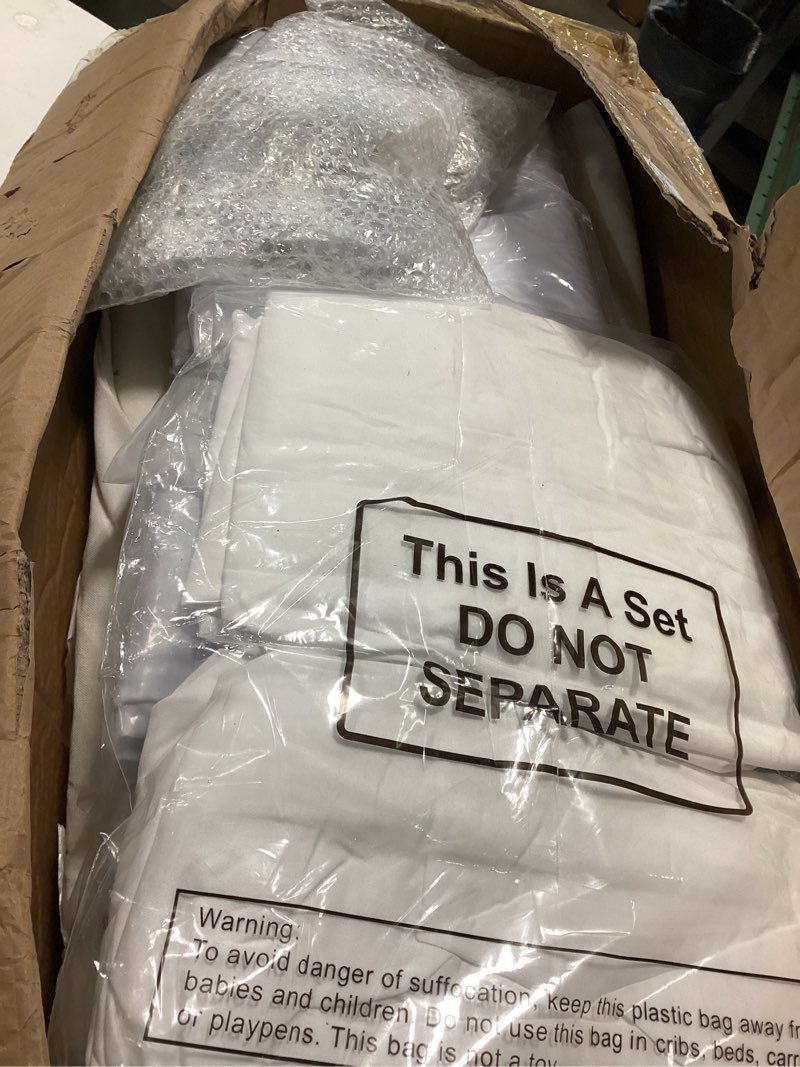 This Is A Set
DO NOT
SEPARATE
Warning:
To avoid danger of suffocation, keep this plastic bag away
babies and children. Do not use this bag in cribs, beds,
or playpens. This bag is not a toy